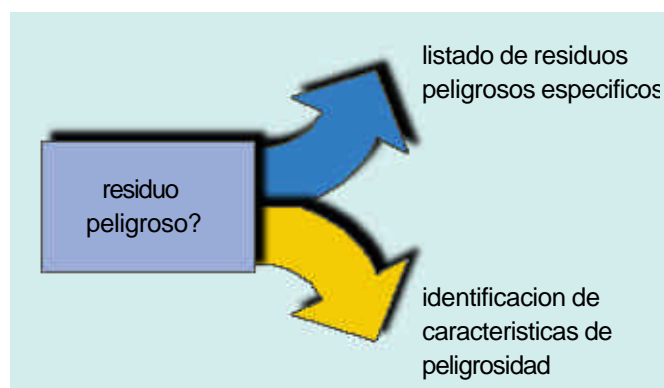 listado de residuos
peligrosos especificos
residuo
peligroso?
identificacion de
caracteristicas de
peligrosidad